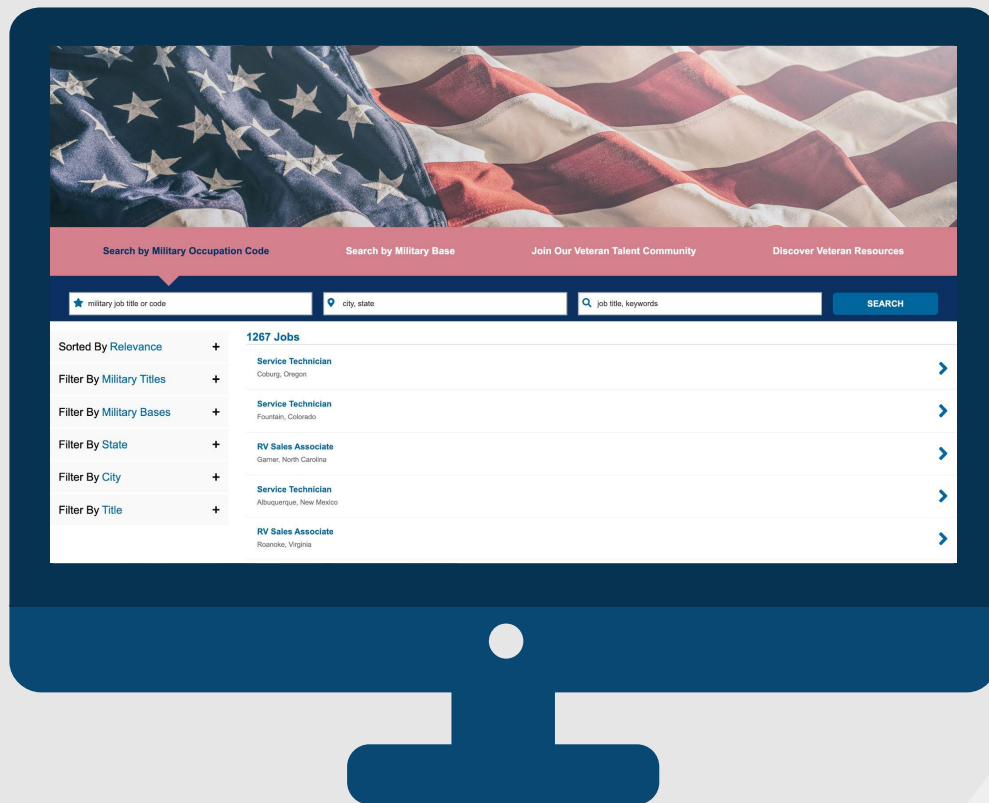 Search by Military Occupation Code
Search by Military Base
Join Our Veteran Talent Community
Discover Veteran Resources
military job title or code
city, state
job title, keywords
SEARCH
Sorted By Relevance +
Filter By Military Titles +
Filter By Military Bases +
Filter By State +
Filter By City +
Filter By Title +
1267 Jobs
Service Technician
Coburg, Oregon
Service Technician
Fountain, Colorado
RV Sales Associate
Garner, North Carolina
Service Technician
Albuquerque, New Mexico
RV Sales Associate
Roanoke, Virginia